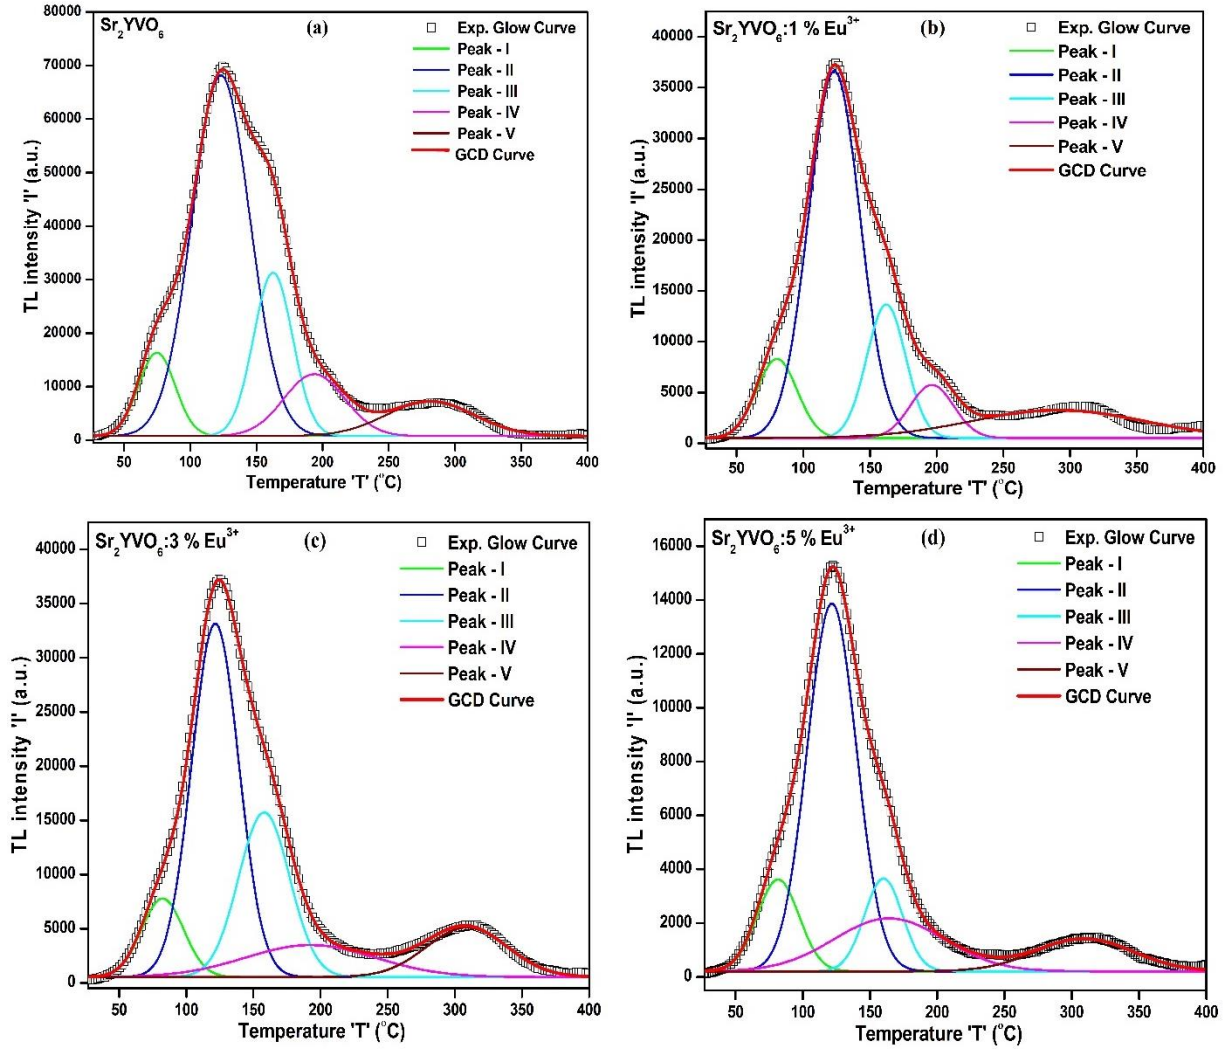 Sr₂YVO₆
(a)
Exp. Glow Curve
Peak - I
Peak - II
Peak - III
Peak - IV
Peak - V
GCD Curve
TL intensity 'I' (a.u.)
80000
70000
60000
50000
40000
30000
20000
10000
0
50 100 150 200 250 300 350 400
Temperature 'T' (°C)
Sr₂YVO₆:1 % Eu³⁺
(b)
Exp. Glow Curve
Peak - I
Peak - II
Peak - III
Peak - IV
Peak - V
GCD Curve
TL intensity 'I' (a.u.)
40000
35000
30000
25000
20000
15000
10000
5000
0
50 100 150 200 250 300 350 400
Temperature 'T' (°C)
Sr₂YVO₆:3 % Eu³⁺
(c)
Exp. Glow Curve
Peak - I
Peak - II
Peak - III
Peak - IV
Peak - V
GCD Curve
TL intensity 'I' (a.u.)
40000
35000
30000
25000
20000
15000
10000
5000
0
50 100 150 200 250 300 350 400
Temperature 'T' (°C)
Sr₂YVO₆:5 % Eu³⁺
(d)
Exp. Glow Curve
Peak - I
Peak - II
Peak - III
Peak - IV
Peak - V
GCD Curve
TL intensity 'I' (a.u.)
16000
14000
12000
10000
8000
6000
4000
2000
0
50 100 150 200 250 300 350 400
Temperature 'T' (°C)